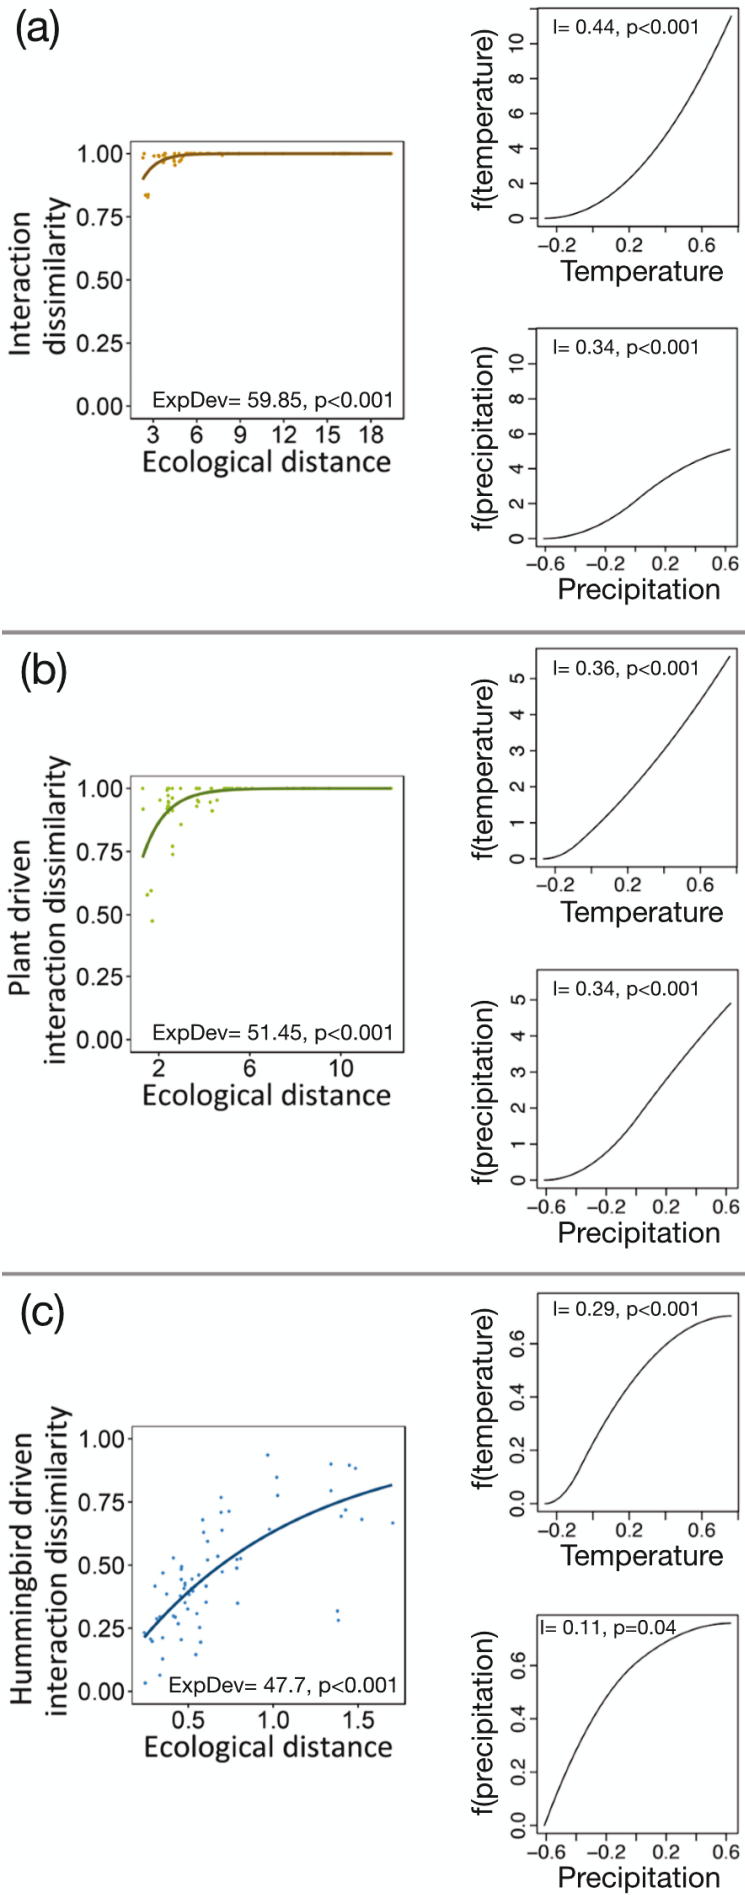 (a)
Interaction
dissimilarity
1.00
0.75
0.50
0.25
0.00
ExpDev= 59.85, p<0.001
3 6 9 12 15 18
Ecological distance
f(temperature)
10
8
6
4
2
0
I= 0.44, p<0.001
−0.2 0.2 0.6
Temperature
f(precipitation)
10
8
6
4
2
0
I= 0.34, p<0.001
−0.6 −0.2 0.2 0.6
Precipitation
(b)
Plant driven
interaction dissimilarity
1.00
0.75
0.50
0.25
0.00
ExpDev= 51.45, p<0.001
2 6 10
Ecological distance
f(temperature)
5
4
3
2
1
0
I= 0.36, p<0.001
−0.2 0.2 0.6
Temperature
f(precipitation)
5
4
3
2
1
0
I= 0.34, p<0.001
−0.6 −0.2 0.2 0.6
Precipitation
(c)
Hummingbird driven
interaction dissimilarity
1.00
0.75
0.50
0.25
0.00
ExpDev= 47.7, p<0.001
0.5 1.0 1.5
Ecological distance
f(temperature)
0.6
0.4
0.2
0.0
I= 0.29, p<0.001
−0.2 0.2 0.6
Temperature
f(precipitation)
0.6
0.4
0.2
0.0
I= 0.11, p=0.04
−0.6 −0.2 0.2 0.6
Precipitation